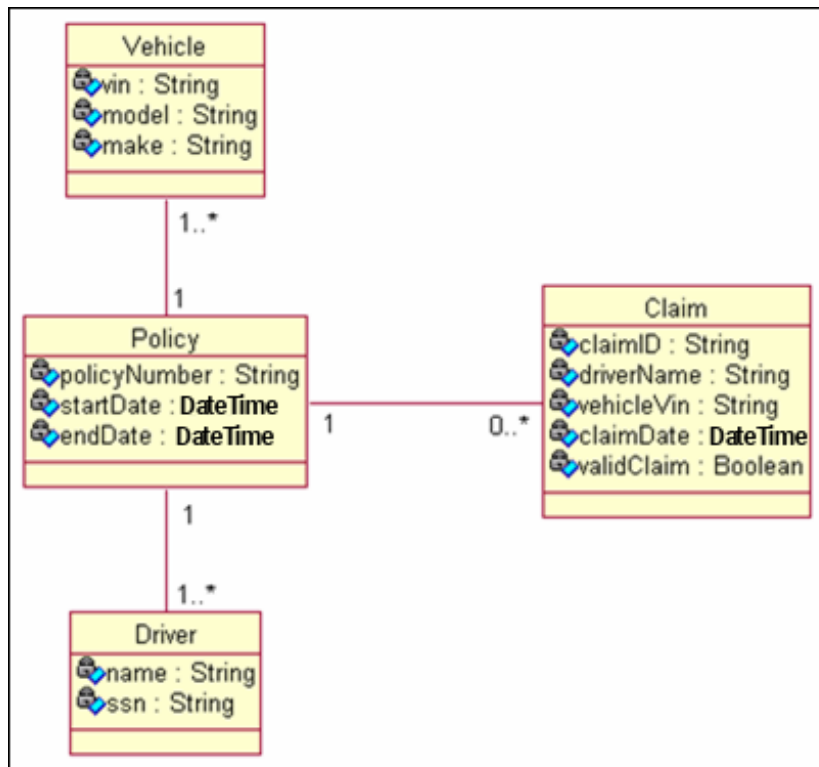 Vehicle
vin : String
model : String
make : String
1..*
1
Policy
policyNumber : String
startDate : DateTime
endDate : DateTime
1
0..*
Claim
claimID : String
driverName : String
vehicleVin : String
claimDate : DateTime
validClaim : Boolean
1
1..*
Driver
name : String
ssn : String